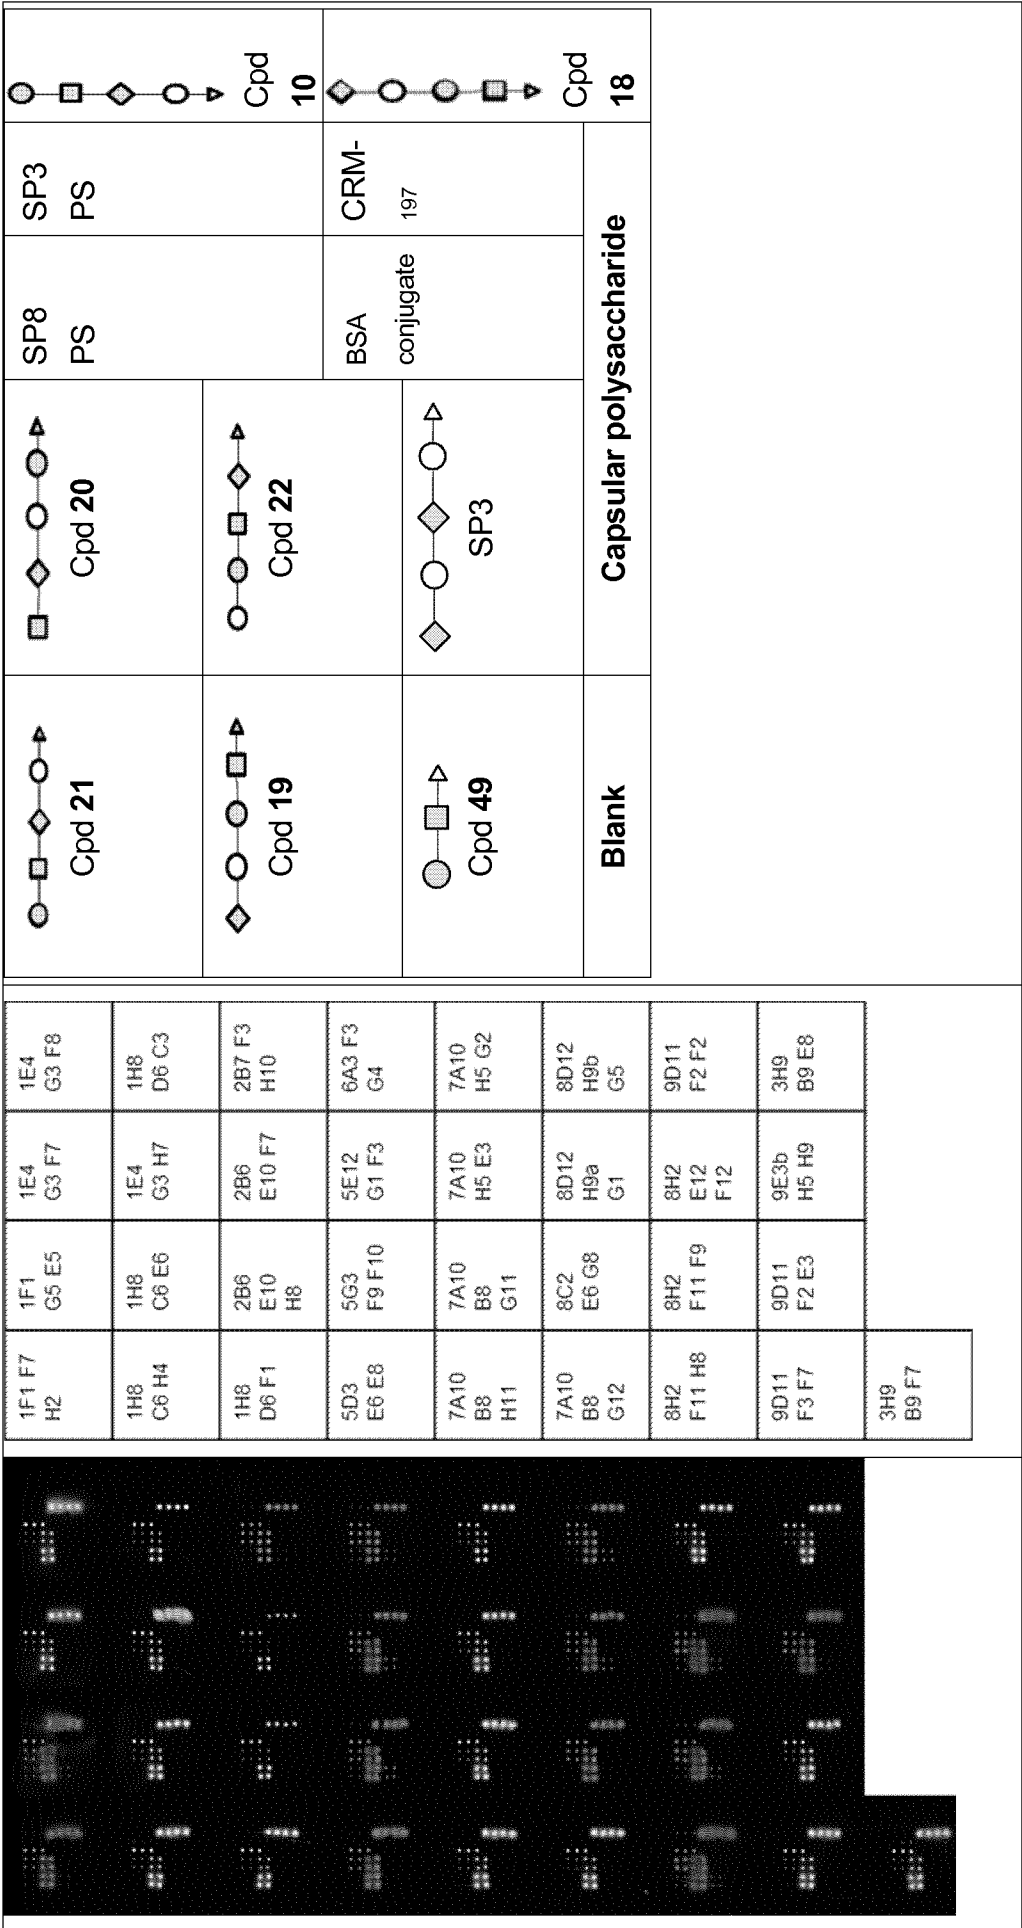 1F1 F7
H2
1F1
G5 E5
1E4
G3 F7
1E4
G3 F8
1H8
C6 H4
1H8
C6 E6
1E4
G3 H7
1H8
D6 C3
1H8
D6 F1
2B6
E10
H8
2B6
E10 F7
2B7 F3
H10
5D3
E6 E8
5G3
F9 F10
5E12
G1 F3
6A3 F3
G4
7A10
B8
H11
7A10
B8
G11
7A10
H5 E3
7A10
H5 G2
7A10
B8
G12
8C2
E6 G8
8D12
H9a
G1
8D12
H9b
G5
8H2
F11 H8
8H2
F11 F9
8H2
E12
F12
9D11
F2 F2
9D11
F3 F7
9D11
F2 E3
9E3b
H5 H9
3H9
B9 E8
3H9
B9 F7
Cpd 21
Cpd 20
SP8
PS
SP3
PS
Cpd
10
Cpd 19
Cpd 22
BSA
conjugate
CRM-
197
Cpd
18
Cpd 49
SP3
Blank
Capsular polysaccharide